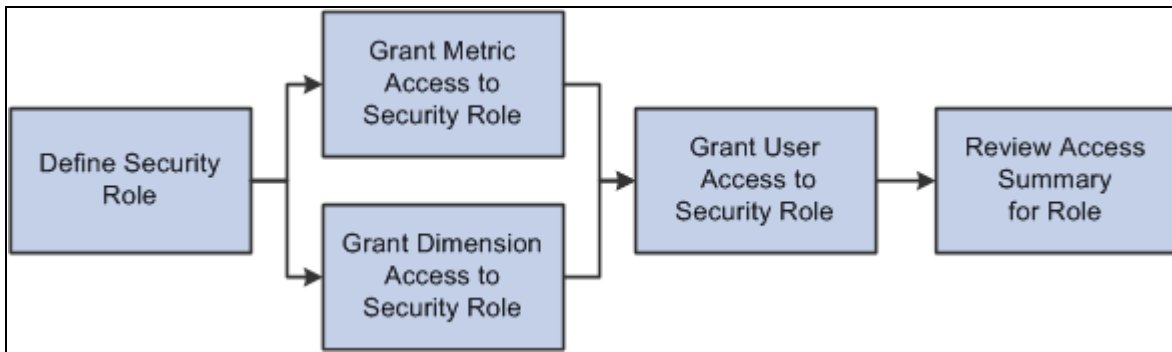 Define Security
Role
Grant Metric
Access to
Security Role
Grant Dimension
Access to
Security Role
Grant User
Access to
Security Role
Review Access
Summary
for Role